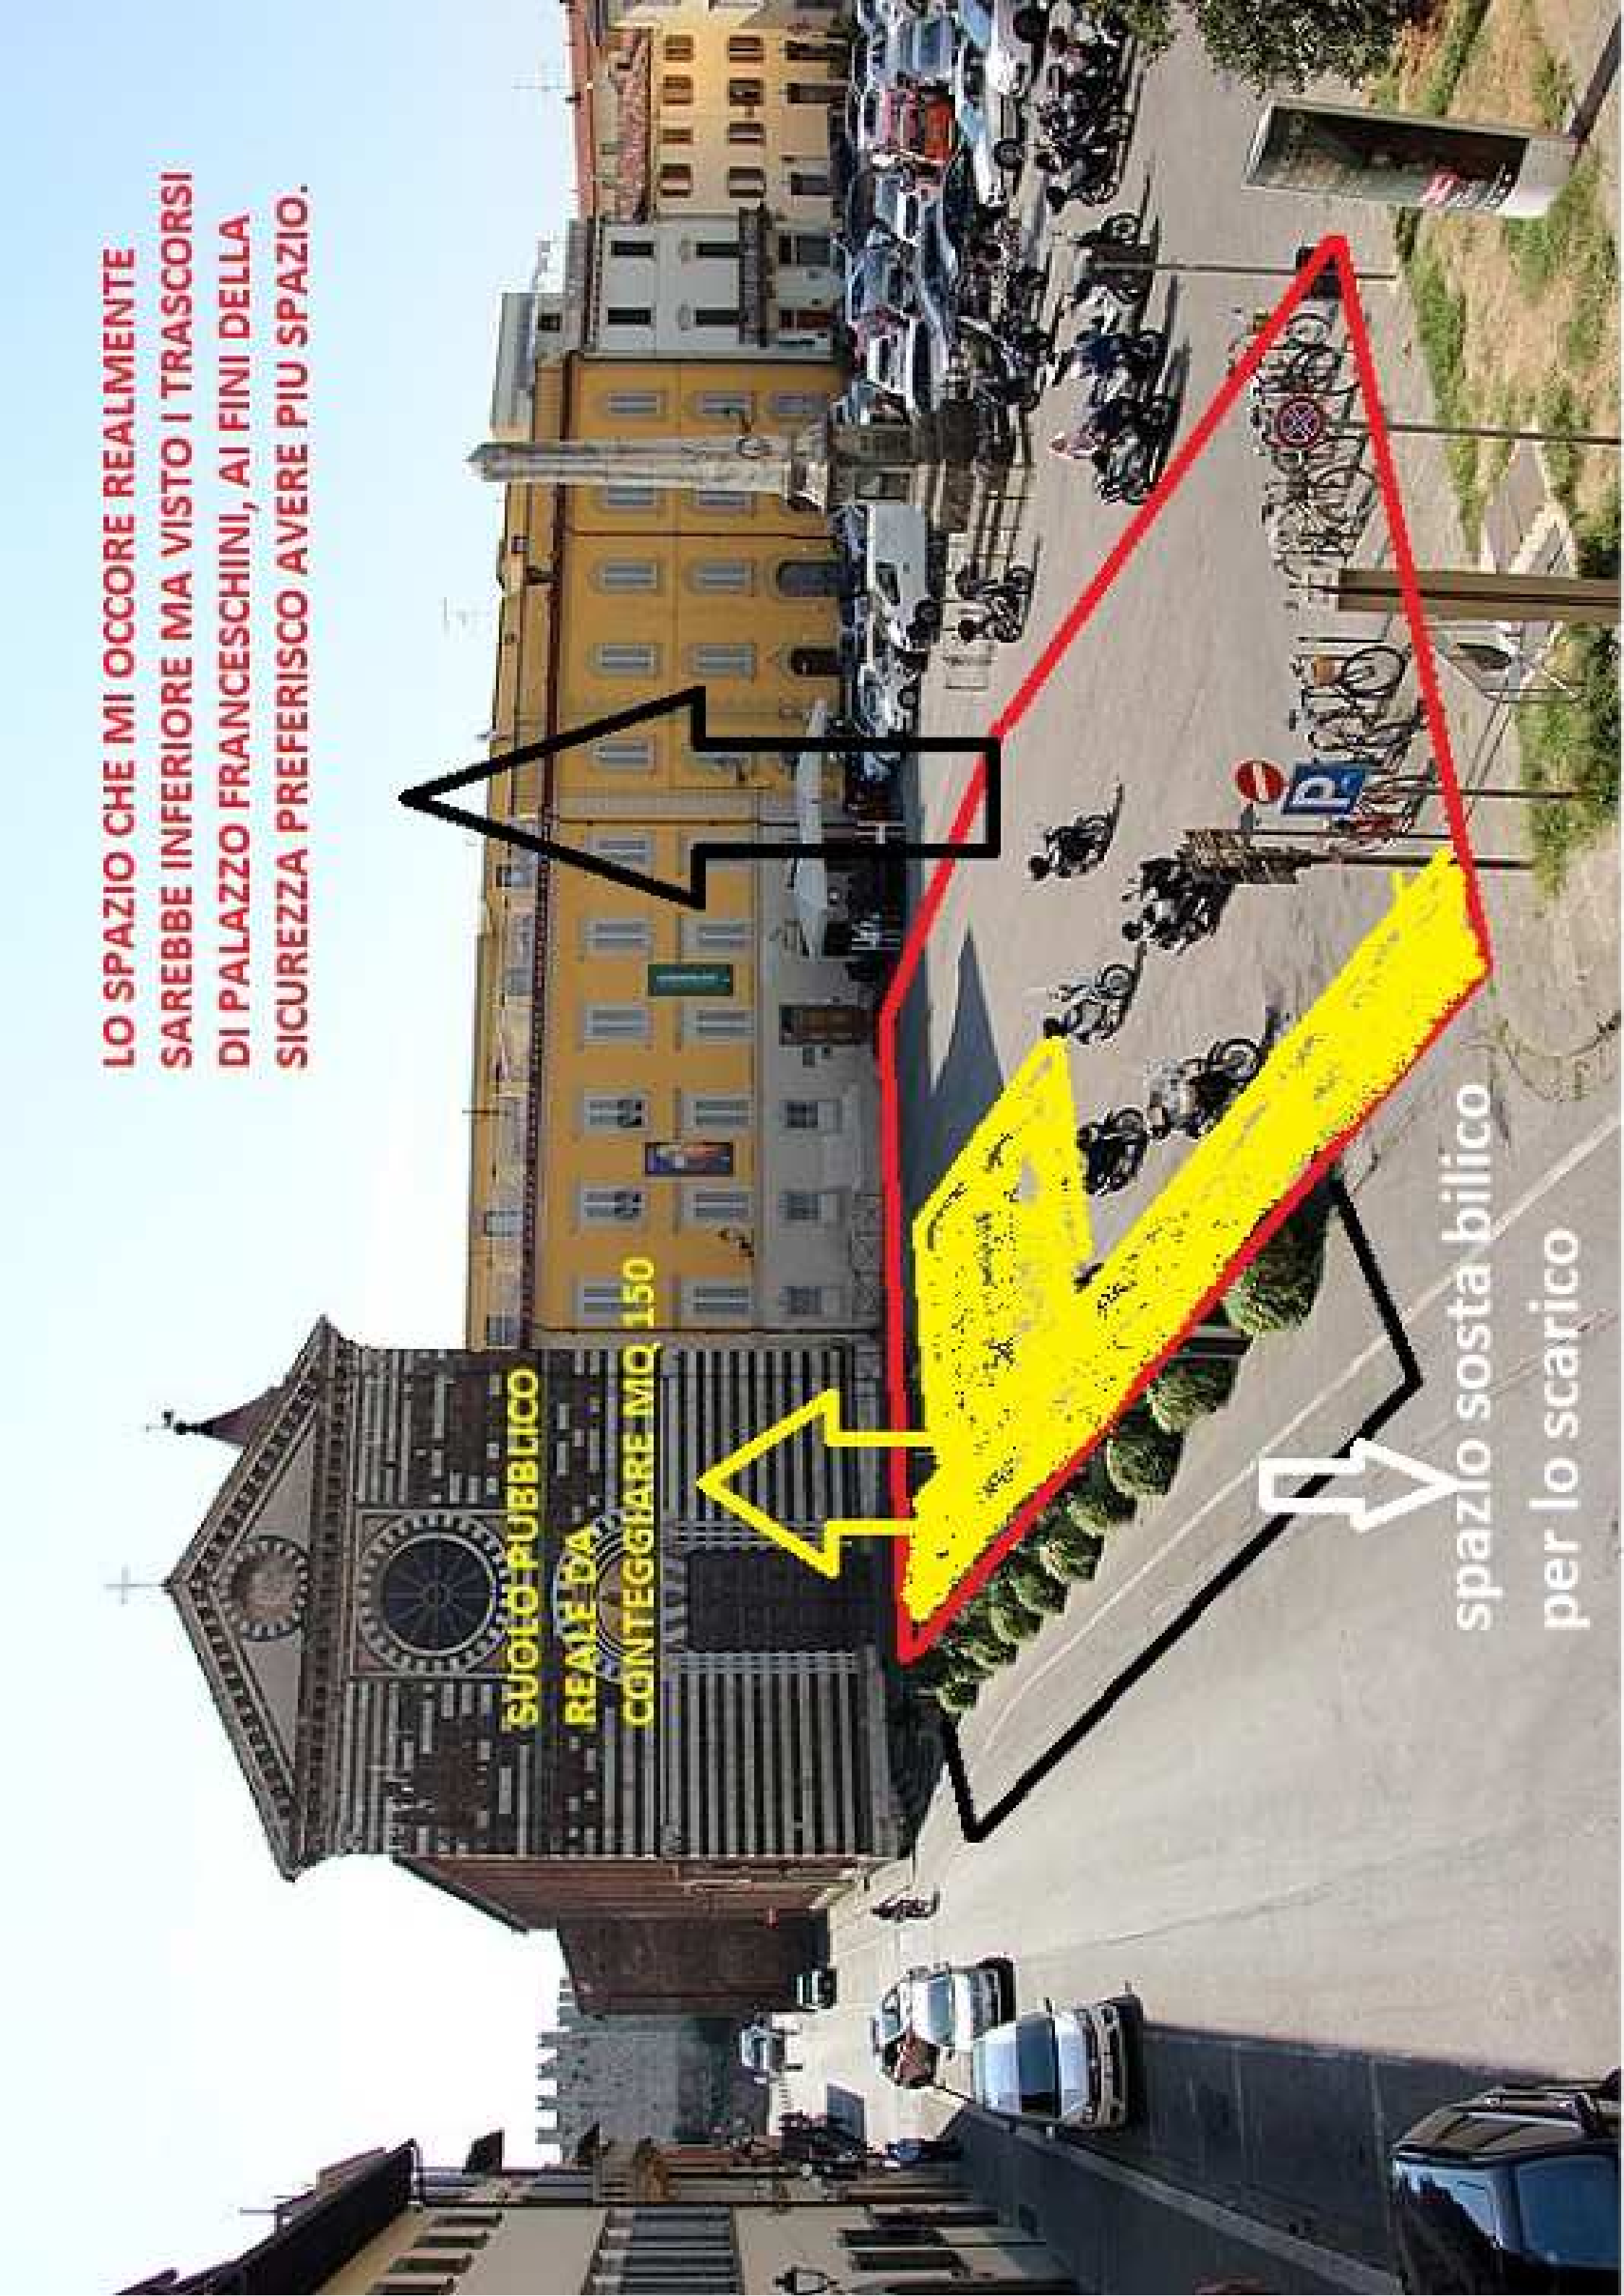 LO SPAZIO CHE MI OCCORE REALMENTE
SAREBBE INFERIORE MA VISTO I TRASCORSI
DI PALAZZO FRANCESCHINI, AI FINI DELLA
SICUREZZA PREFERISCO AVERE PIU SPAZIO.
SUOLO PUBBLICO
REALE DA
CONTEGGIARE MQ 150
P
spazio sosta bilico
per lo scarico